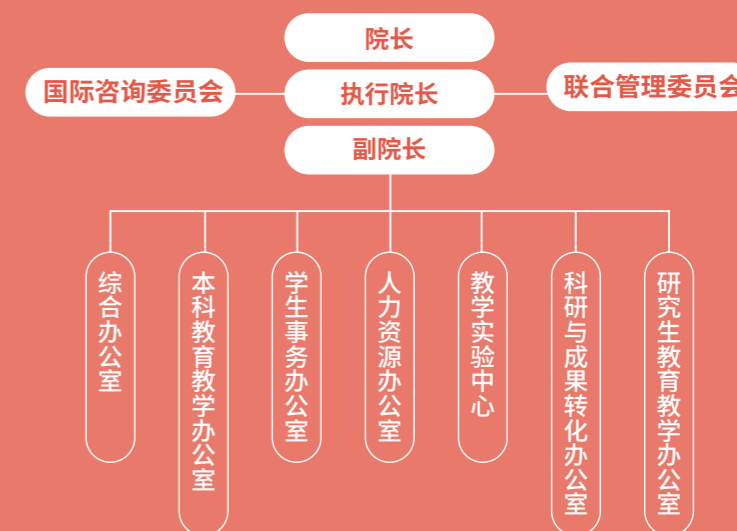 院长
国际咨询委员会
执行院长
联合管理委员会
副院长
综合办公室
本科教育教学办公室
学生事务办公室
人力资源办公室
教学实验中心
科研与成果转化办公室
研究生教育教学办公室